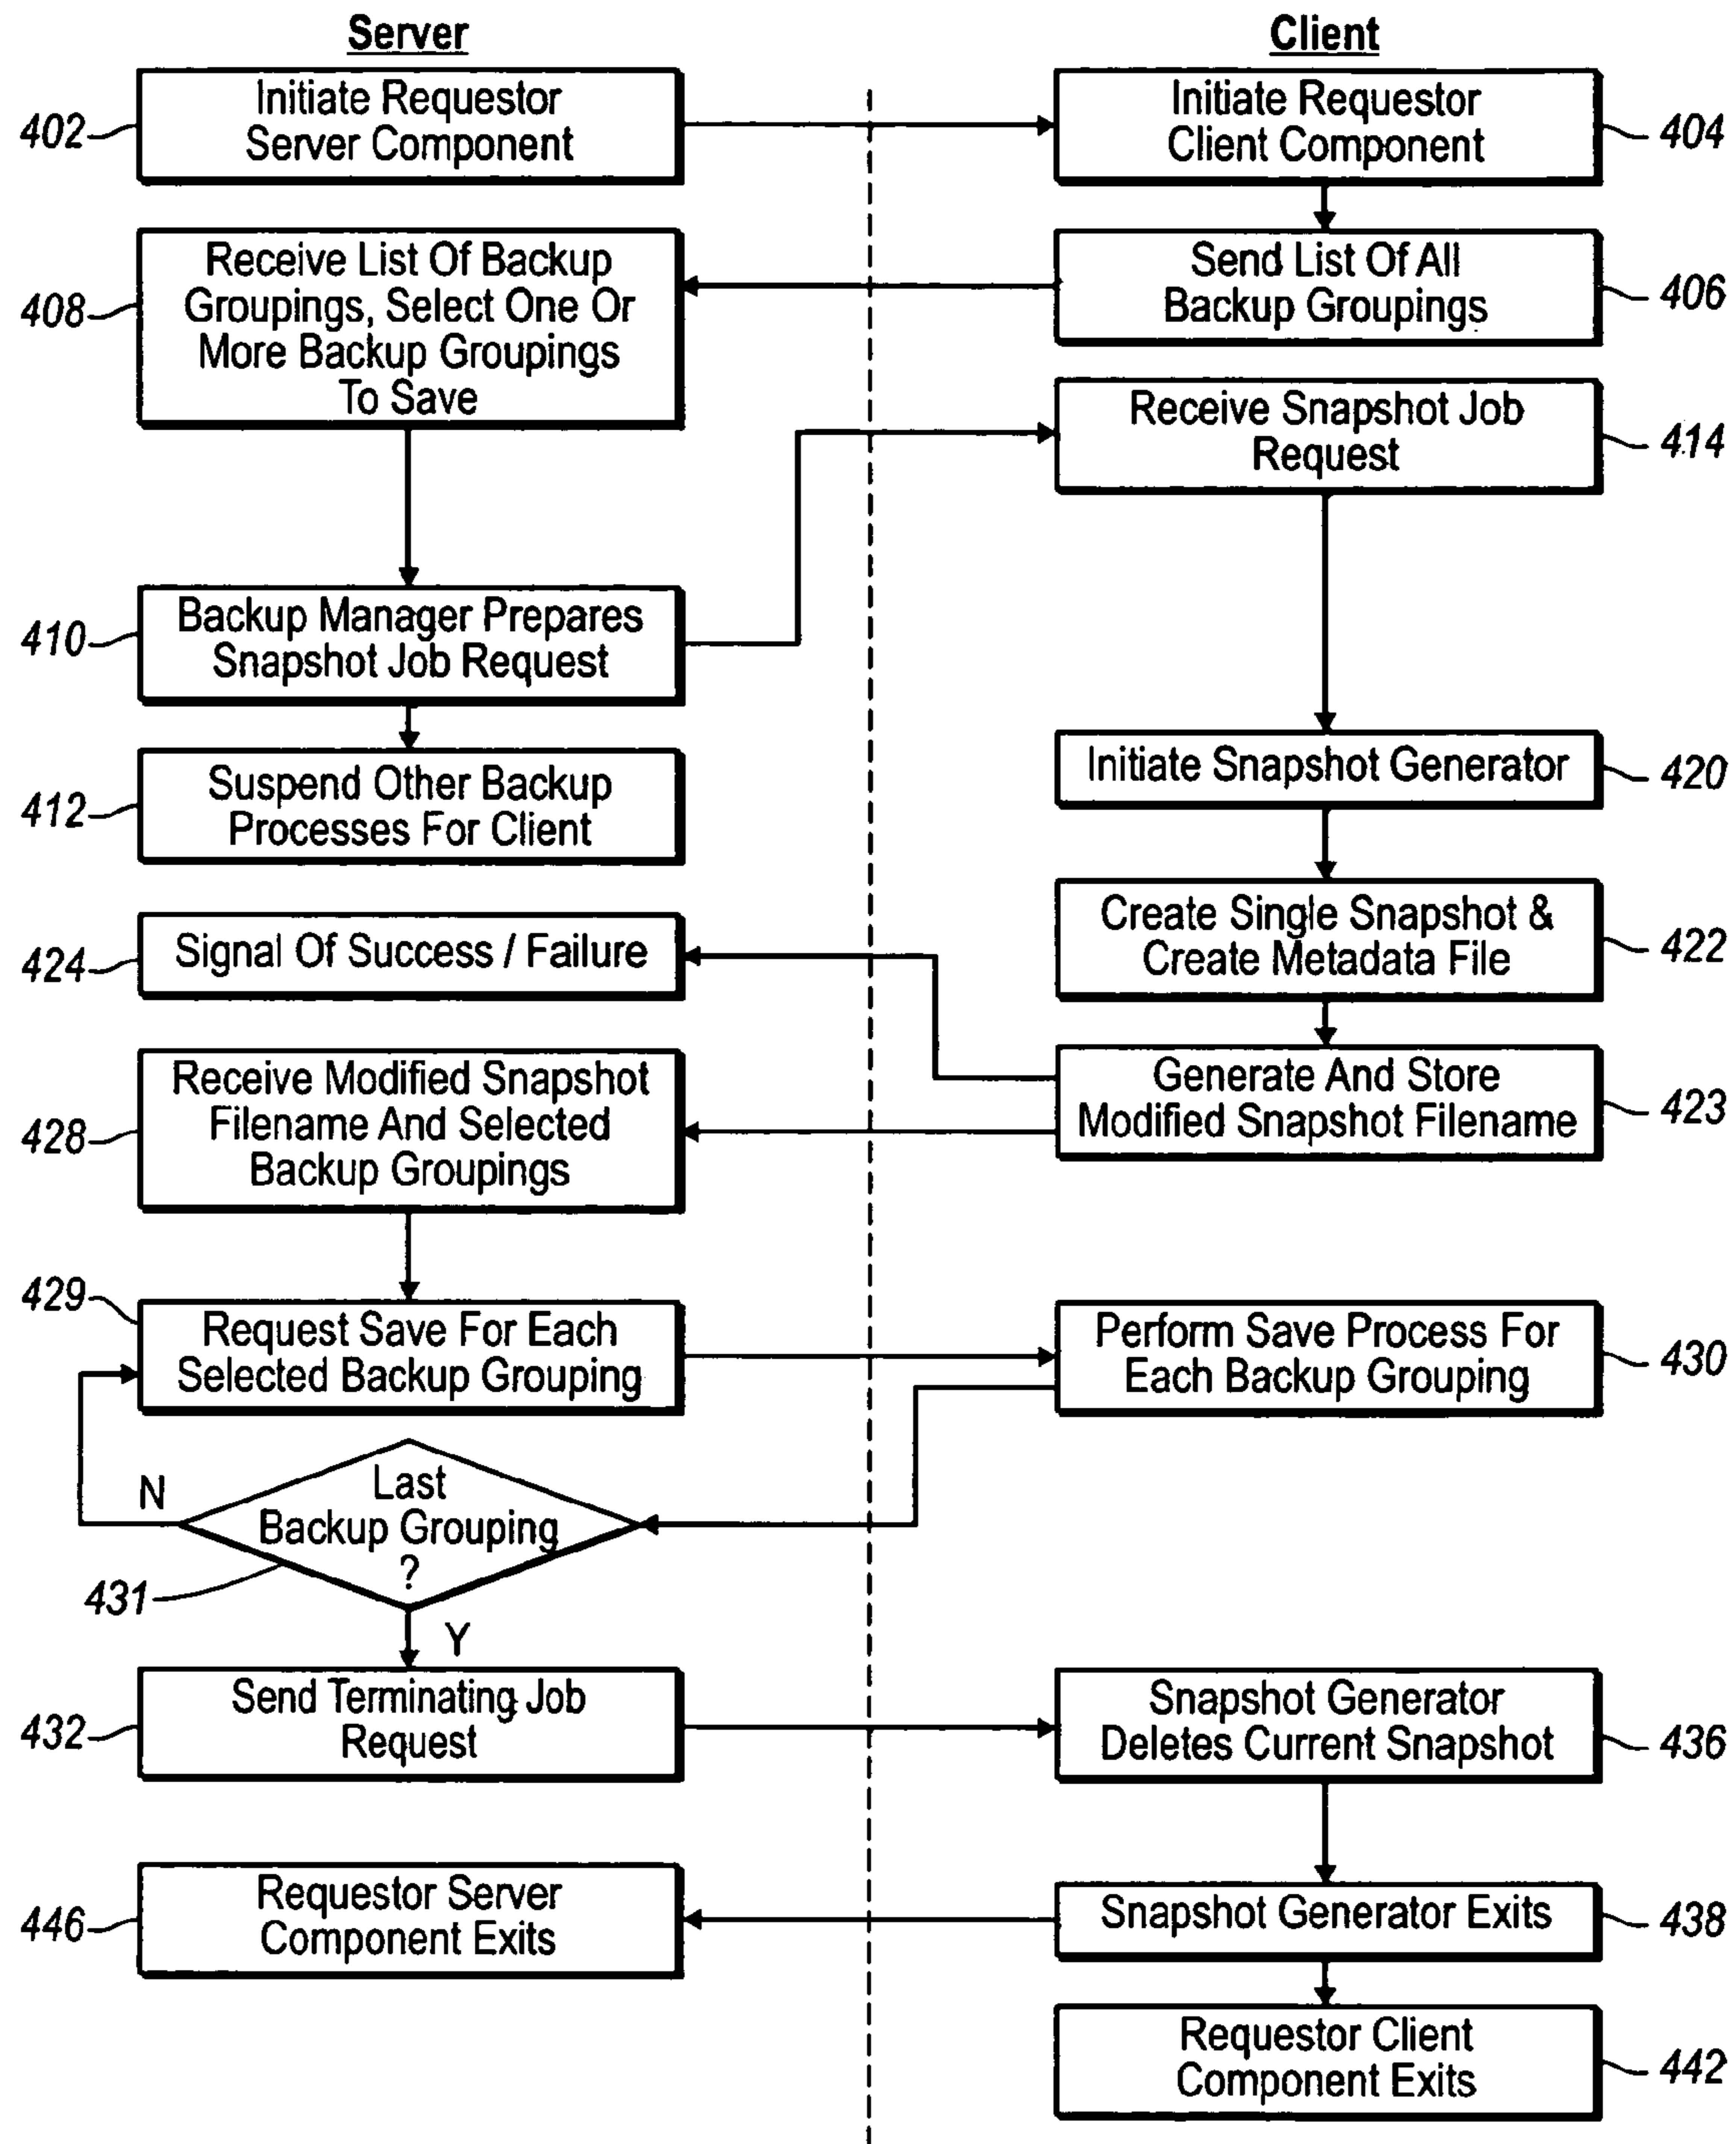 Server
Client
402
Initiate Requestor
Server Component
Initiate Requestor
Client Component
404
408
Receive List Of Backup
Groupings, Select One Or
More Backup Groupings
To Save
Send List Of All
Backup Groupings
406
Receive Snapshot Job
Request
414
410
Backup Manager Prepares
Snapshot Job Request
412
Suspend Other Backup
Processes For Client
Initiate Snapshot Generator
420
Create Single Snapshot &
Create Metadata File
422
424
Signal Of Success / Failure
Generate And Store
Modified Snapshot Filename
423
428
Receive Modified Snapshot
Filename And Selected
Backup Groupings
429
Request Save For Each
Selected Backup Grouping
Perform Save Process For
Each Backup Grouping
430
N
Last
Backup Grouping
?
431
Y
432
Send Terminating Job
Request
Snapshot Generator
Deletes Current Snapshot
436
446
Requestor Server
Component Exits
Snapshot Generator Exits
438
Requestor Client
Component Exits
442